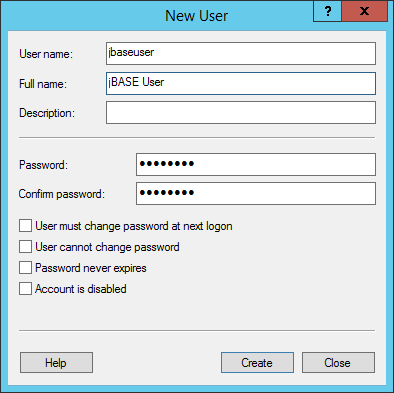 New User
?
x
User name:
jbaseuser
Full name:
jBASE User
Description:
Password:
●●●●●●●●
Confirm password:
●●●●●●●●
User must change password at next logon
User cannot change password
Password never expires
Account is disabled
Help
Create
Close